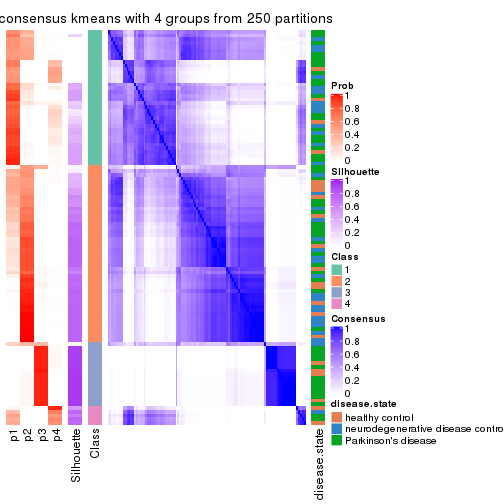 consensus kmeans with 4 groups from 250 partitions
Prob
1
0.8
0.6
0.4
0.2
0
Silhouette
1
0.8
0.6
0.4
0.2
0
Class
1
2
3
4
Consensus
1
0.8
0.6
0.4
0.2
0
disease.state
healthy control
neurodegenerative disease contro
Parkinson's disease
p1
p2
p3
p4
Silhouette
Class
disease.state